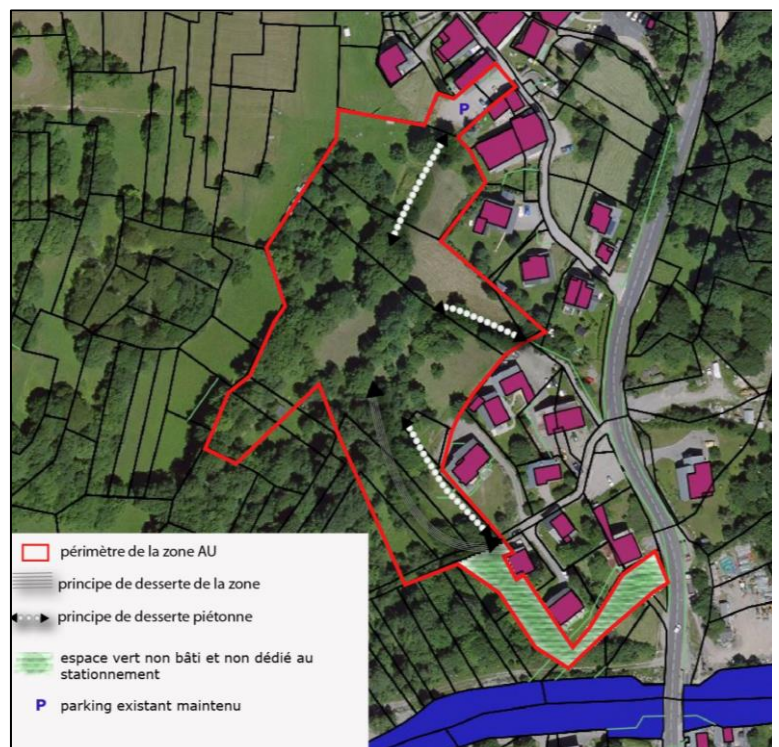 P
périmètre de la zone AU
principe de desserte de la zone
principe de desserte piétonne
espace vert non bâti et non dédié au
stationnement
P parking existant maintenu